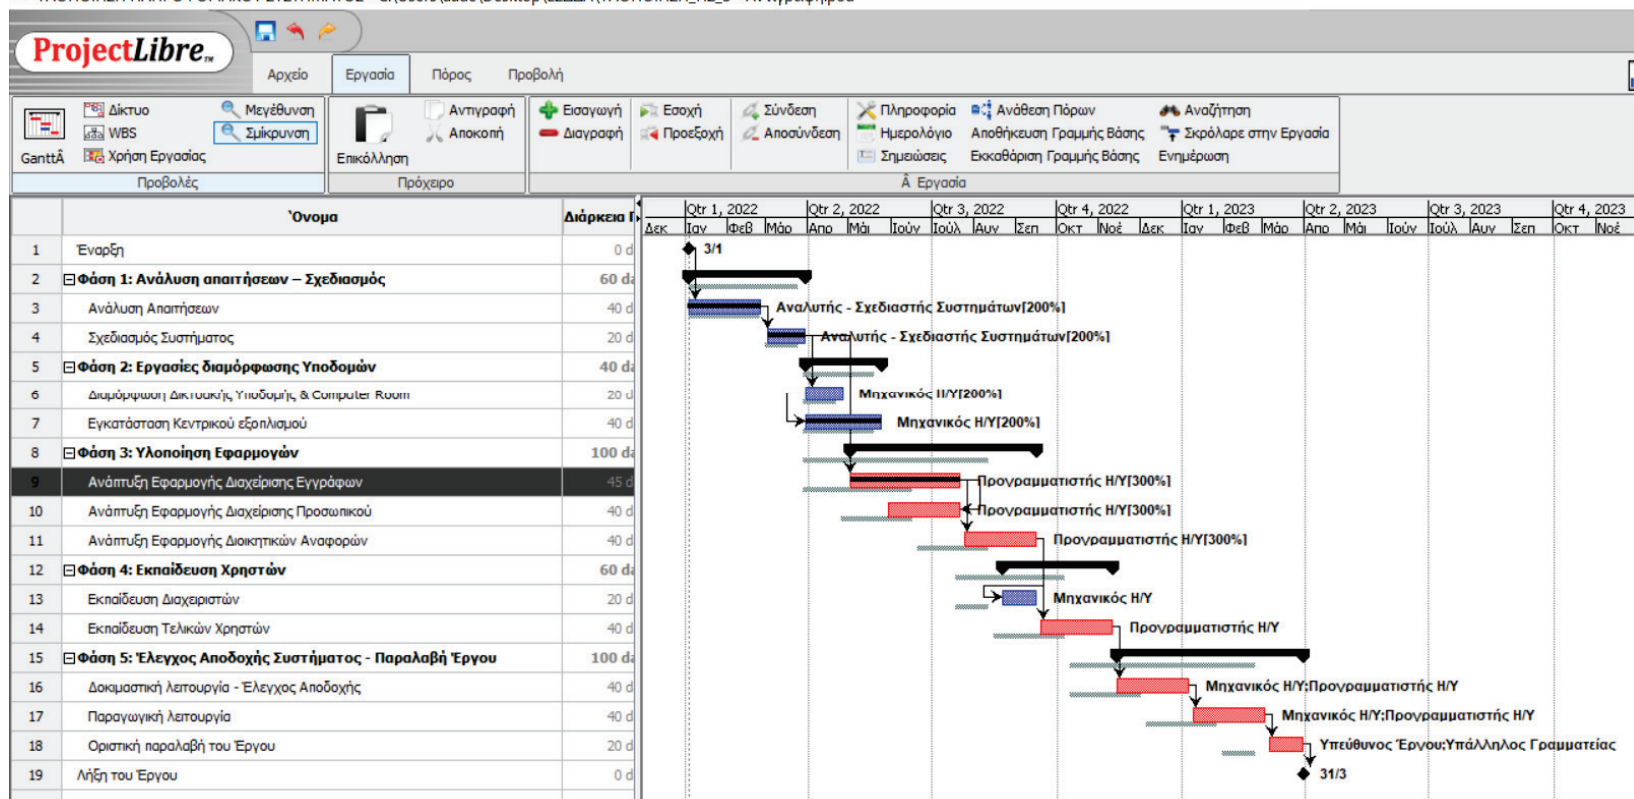 ProjectLibre™
Αρχείο Εργασία Πόρος Προβολή
Δίκτυο Μεγέθυνση Αντιγραφή Εισαγωγή Εσοχή Σύνδεση Πληροφορία Ανάθεση Πόρων Αναζήτηση
WBS Σμίκρυνση Αποκοπή Διαγραφή Προεξοχή Αποσύνδεση Ημερολόγιο Αποθήκευση Γραμμής Βάσης Σκρόλαρε στην Εργασία
GanttÂ Χρήση Εργασίας Επικόλληση Σημειώσεις Εκκαθάριση Γραμμής Βάσης Ενημέρωση
Προβολές Πρόχειρο Â Εργασία
Όνομα Διάρκεια Γ
Qtr 1, 2022 Qtr 2, 2022 Qtr 3, 2022 Qtr 4, 2022 Qtr 1, 2023 Qtr 2, 2023 Qtr 3, 2023 Qtr 4, 2023
Δεκ Ιαν Φεβ Μάρ Απρ Μάι Ιούν Ιούλ Αυγ Σεπ Οκτ Νοέ Δεκ Ιαν Φεβ Μάρ Απρ Μάι Ιούν Ιούλ Αυγ Σεπ Οκτ Νοέ
1 Έναρξη 0 d 3/1
2 Φάση 1: Ανάλυση απαιτήσεων – Σχεδιασμός 60 da
3 Ανάλυση Απαιτήσεων 40 d Αναλυτής - Σχεδιαστής Συστημάτων[200%]
4 Σχεδιασμός Συστήματος 20 d Αναλυτής - Σχεδιαστής Συστημάτων[200%]
5 Φάση 2: Εργασίες διαμόρφωσης Υποδομών 40 da
6 Διαμόρφωση Δικτυακής Υποδομής & Computer Room 20 d Μηχανικός Η/Υ[200%]
7 Εγκατάσταση Κεντρικού εξοπλισμού 40 d Μηχανικός Η/Υ[200%]
8 Φάση 3: Υλοποίηση Εφαρμογών 100 da
9 Ανάπτυξη Εφαρμογής Διαχείρισης Εγγράφων 45 d Προγραμματιστής Η/Υ[300%]
10 Ανάπτυξη Εφαρμογής Διαχείρισης Προσωπικού 40 d Προγραμματιστής Η/Υ[300%]
11 Ανάπτυξη Εφαρμογής Διοικητικών Αναφορών 40 d Προγραμματιστής Η/Υ[300%]
12 Φάση 4: Εκπαίδευση Χρηστών 60 da
13 Εκπαίδευση Διαχειριστών 20 d Μηχανικός Η/Υ
14 Εκπαίδευση Τελικών Χρηστών 40 d Προγραμματιστής Η/Υ
15 Φάση 5: Έλεγχος Αποδοχής Συστήματος - Παραλαβή Έργου 100 da
16 Δοκιμαστική λειτουργία - Έλεγχος Αποδοχής 40 d Μηχανικός Η/Υ;Προγραμματιστής Η/Υ
17 Παραγωγική λειτουργία 40 d Μηχανικός Η/Υ;Προγραμματιστής Η/Υ
18 Οριστική παραλαβή του Έργου 20 d Υπεύθυνος Έργου;Υπάλληλος Γραμματείας
19 Λήξη του Έργου 0 d 31/3